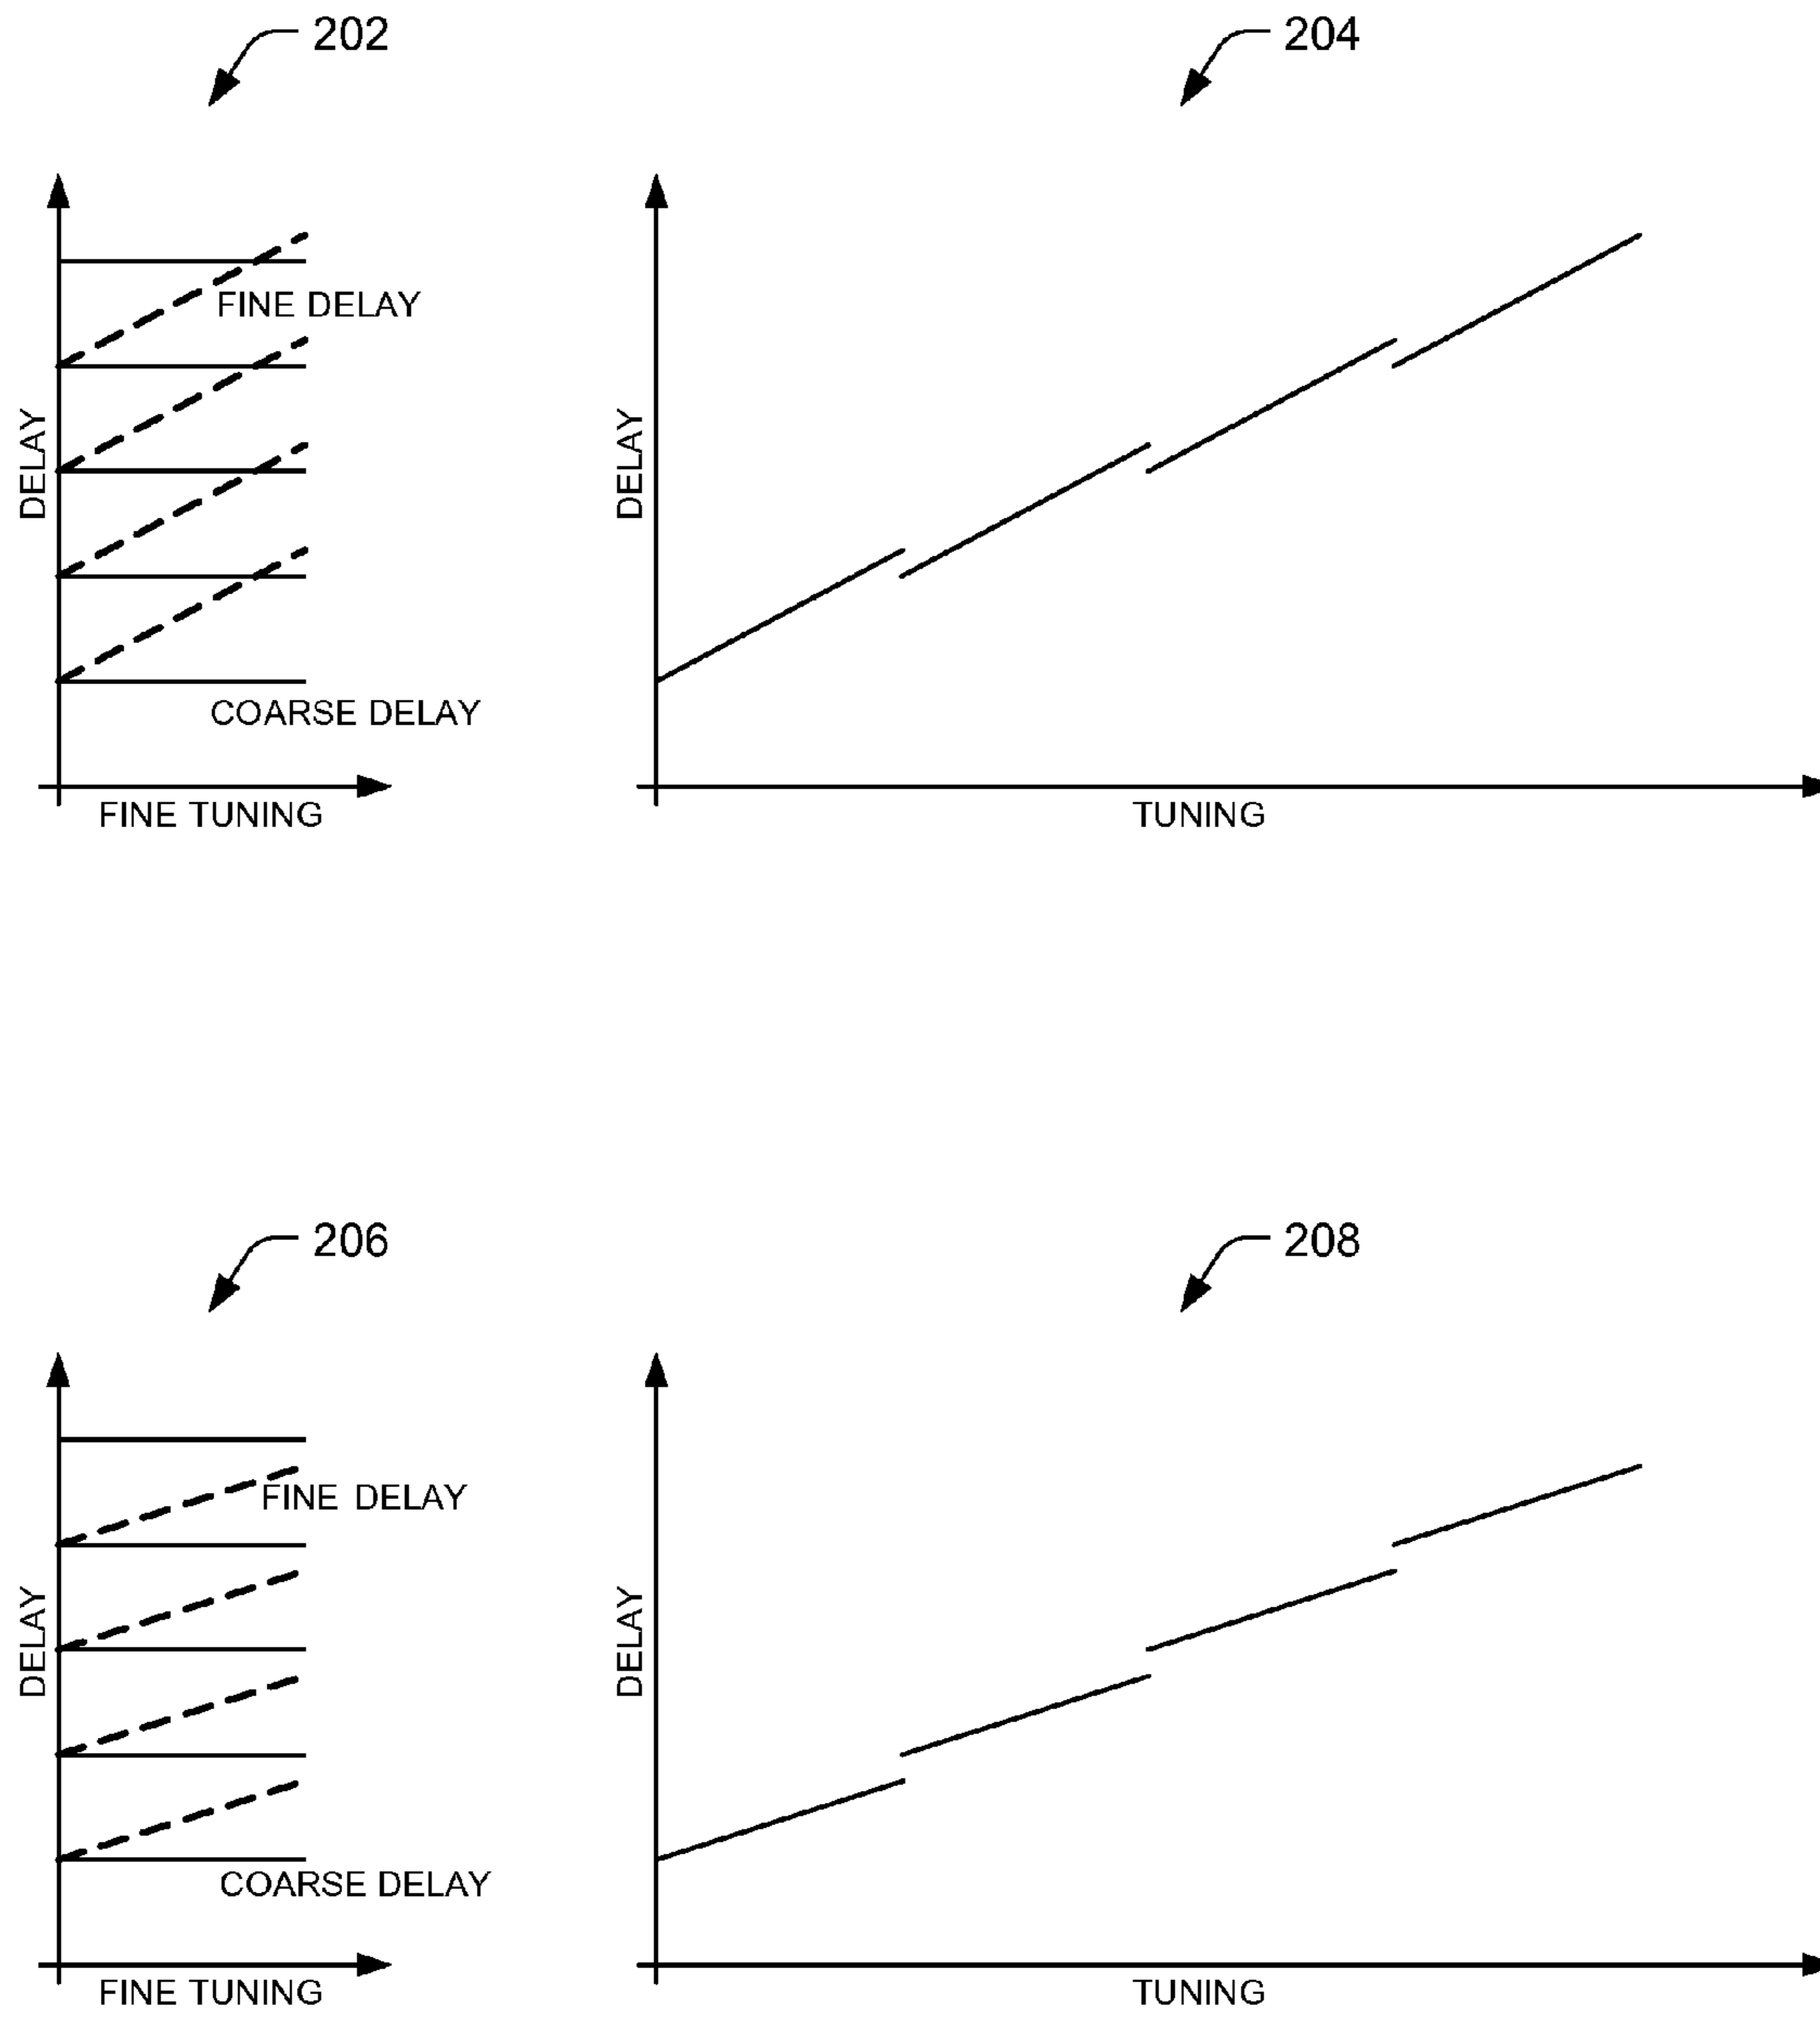 202
204
FINE DELAY
DELAY
DELAY
COARSE DELAY
FINE TUNING
TUNING
206
208
FINE DELAY
DELAY
DELAY
COARSE DELAY
FINE TUNING
TUNING